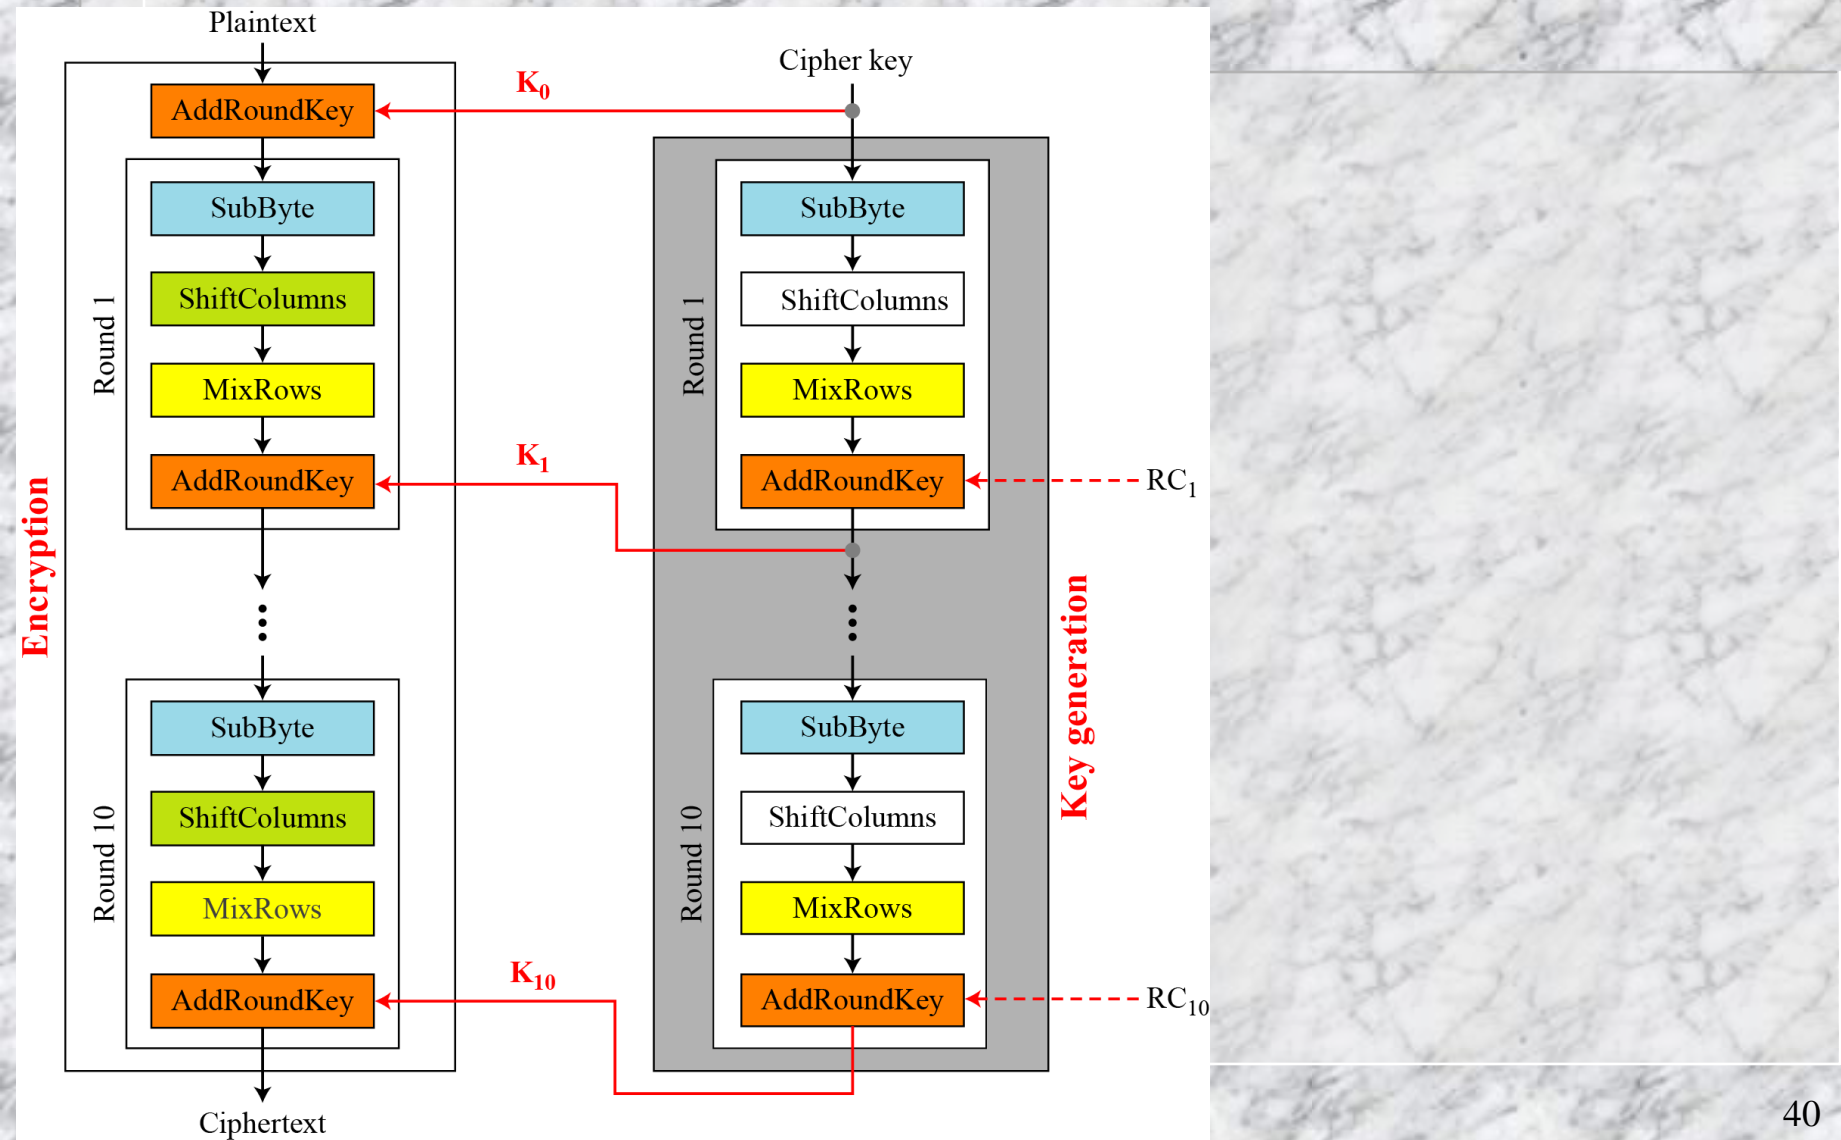 Plaintext
Cipher key
K0
AddRoundKey
SubByte
SubByte
ShiftColumns
ShiftColumns
Round 1
Round 1
MixRows
MixRows
K1
AddRoundKey
AddRoundKey
RC1
Encryption
Key generation
SubByte
SubByte
ShiftColumns
ShiftColumns
Round 10
Round 10
MixRows
MixRows
K10
AddRoundKey
AddRoundKey
RC10
Ciphertext
40